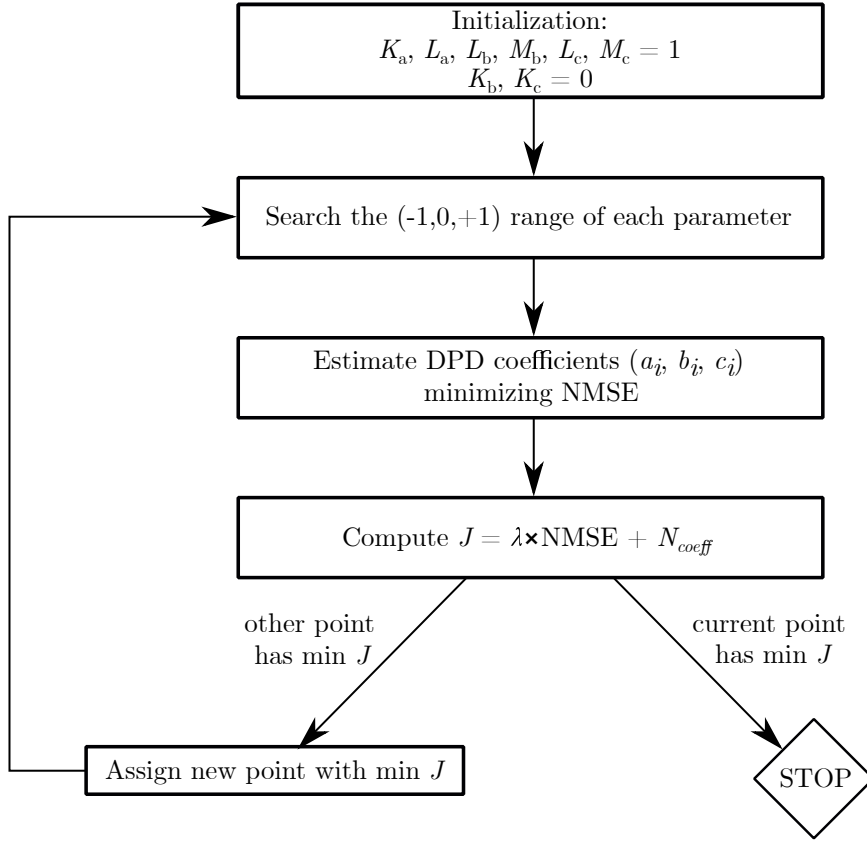 Initialization:
Kₐ, Lₐ, L_b, M_b, L_c, M_c = 1
K_b, K_c = 0
Search the (-1,0,+1) range of each parameter
Estimate DPD coefficients (a_i, b_i, c_i)
minimizing NMSE
Compute J = λ×NMSE + N_coeff
other point
has min J
current point
has min J
Assign new point with min J
STOP